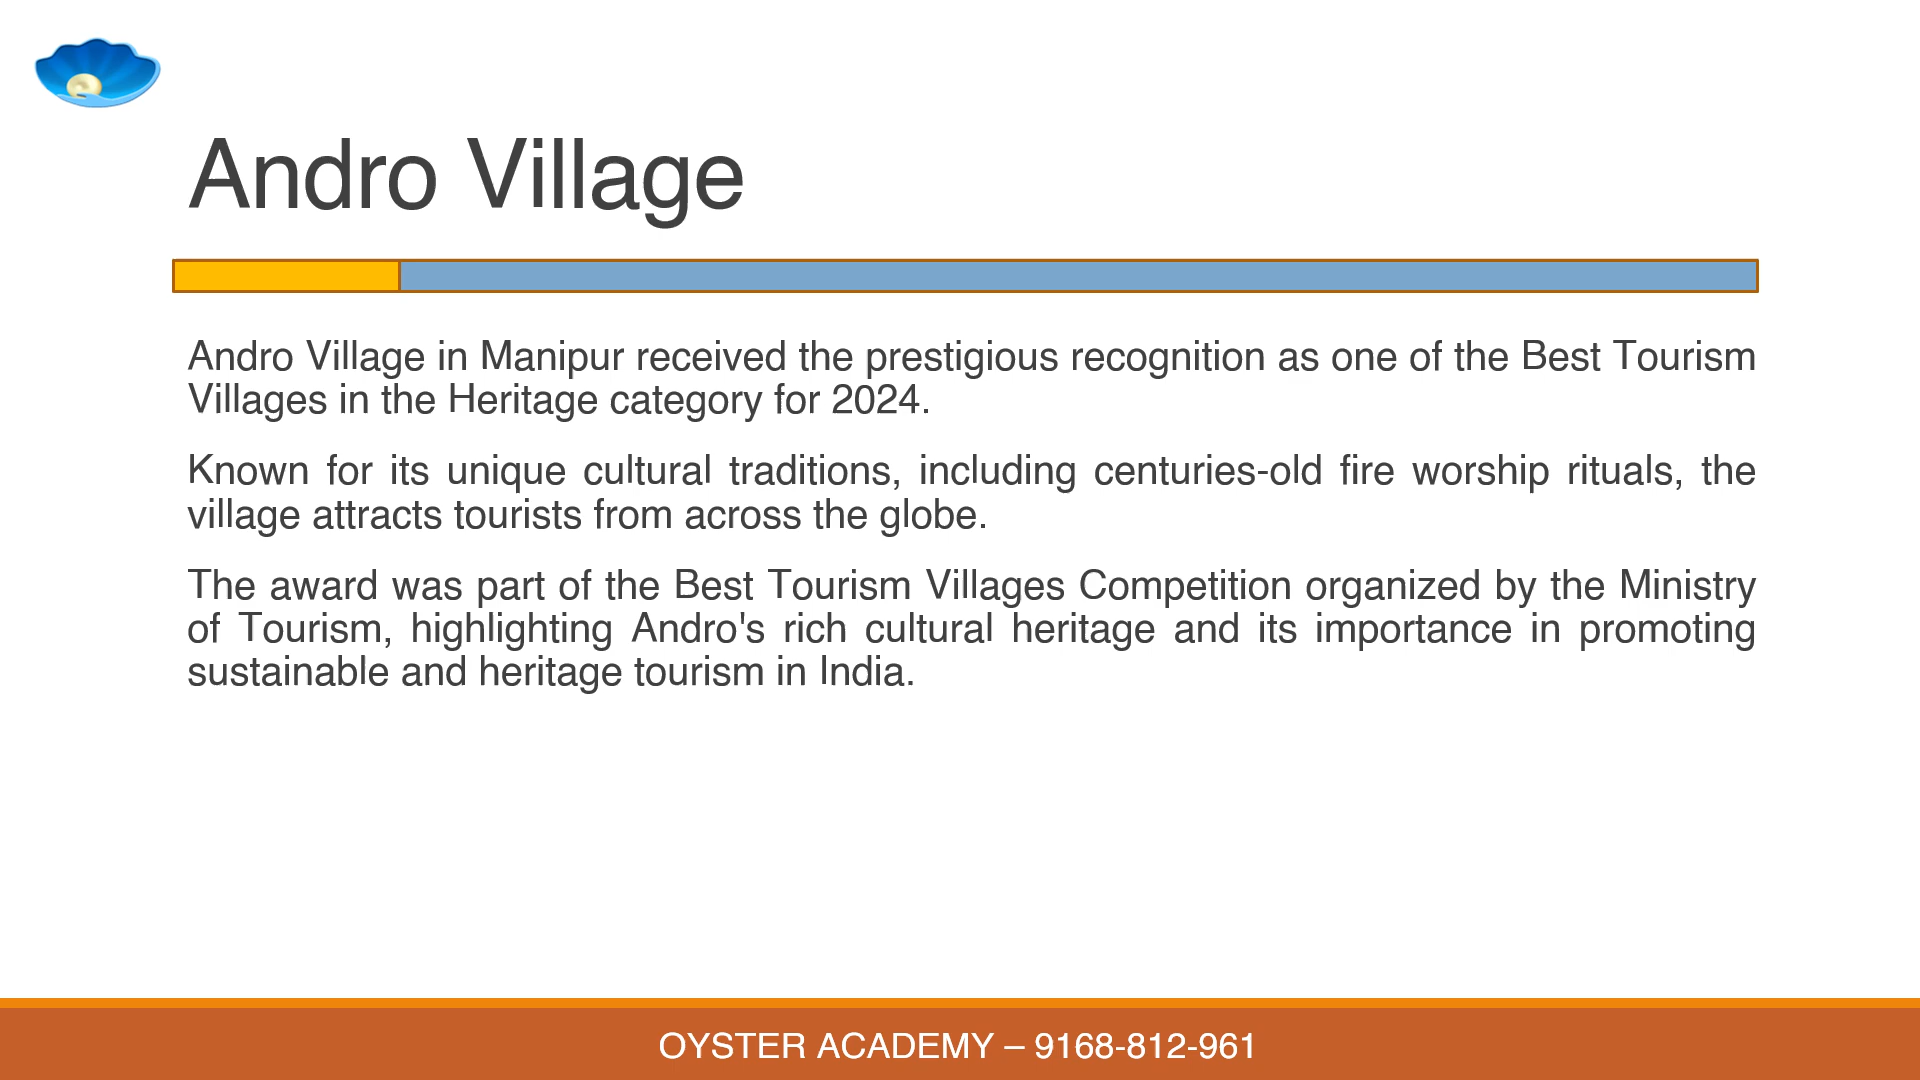 Andro Village
Andro Village in Manipur received the prestigious recognition as one of the Best Tourism
Villages in the Heritage category for 2024.
Known for its unique cultural traditions, including centuries-old fire worship rituals, the
village attracts tourists from across the globe.
The award was part of the Best Tourism Villages Competition organized by the Ministry
of Tourism, highlighting Andro's rich cultural heritage and its importance in promoting
sustainable and heritage tourism in India.
OYSTER ACADEMY – 9168-812-961